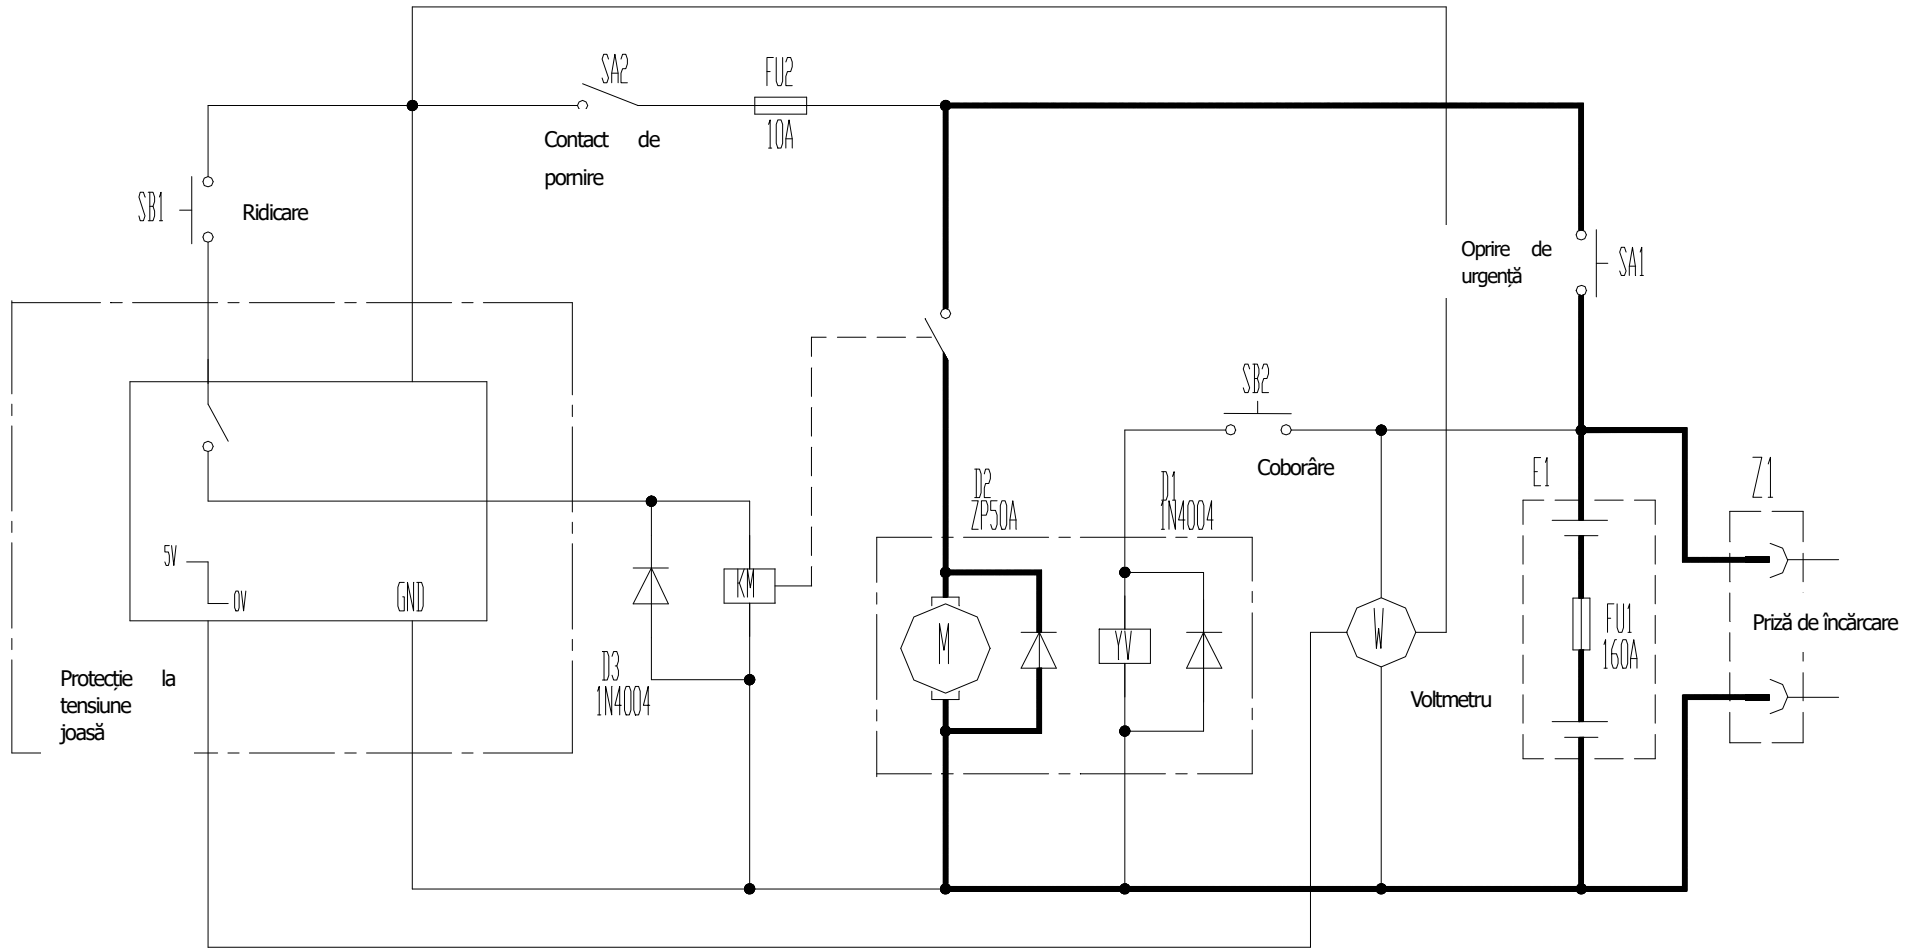 SA2
FU2
10A
Contact de
pornire
SB1
Ridicare
Oprire de
urgență
SA1
SB2
Coborâre
D2
ZP50A
D1
1N4004
E1
Z1
5V
0V
GND
KM
M
YV
W
FU1
160A
Priză de încărcare
Protecție la
tensiune
joasă
D3
1N4004
Voltmetru